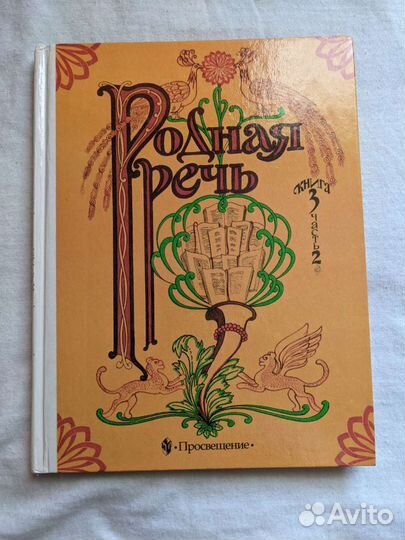 Родная
речь
книга
3
часть
2
• Просвещение •
Avito